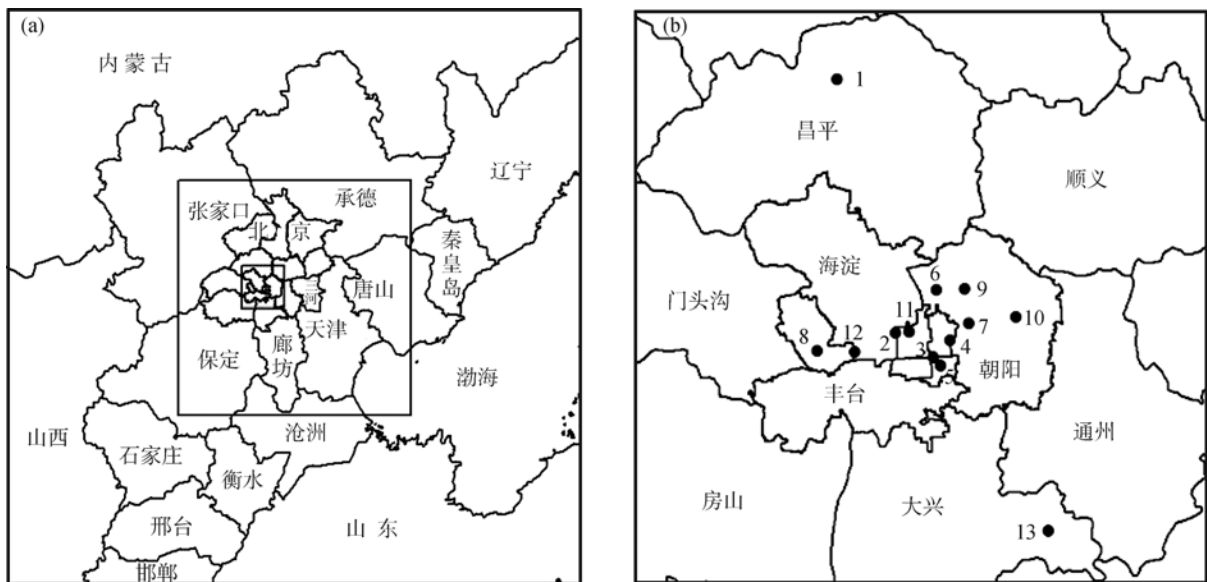 (a)
内蒙古
辽宁
承德
张家口
北京
秦皇岛
三河
唐山
天津
廊坊
保定
渤海
山西
沧洲
石家庄
衡水
邢台
山东
邯郸
(b)
1
昌平
顺义
海淀
门头沟
6
9
11
7
10
8
12
2
3
4
5
朝阳
丰台
通州
房山
大兴
13